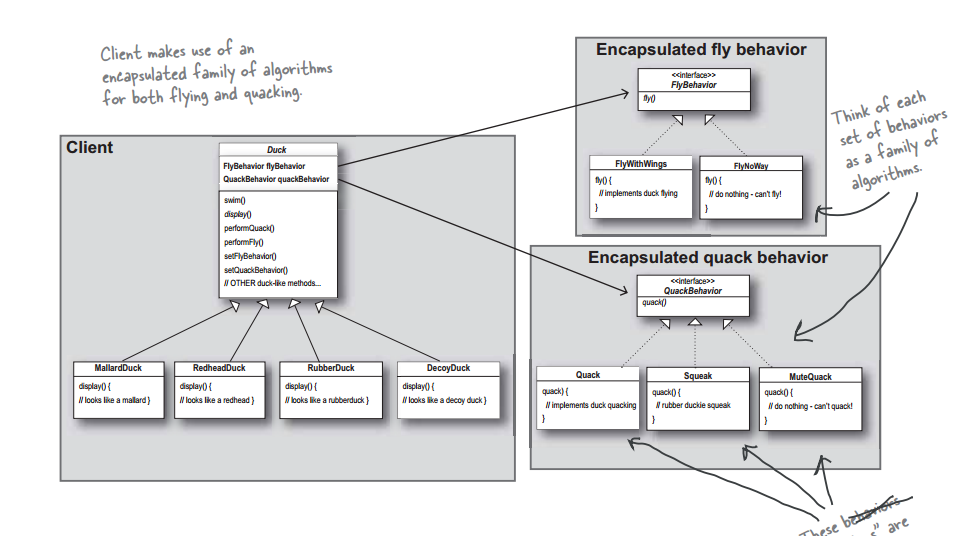 Client makes use of an
encapsulated family of algorithms
for both flying and quacking.
Encapsulated fly behavior
<<interface>>
FlyBehavior
fly()
FlyWithWings
fly() {
// implements duck flying
}
FlyNoWay
fly() {
// do nothing - can't fly!
}
Think of each
set of behaviors
as a family of
algorithms.
Client
Duck
FlyBehavior flyBehavior
QuackBehavior quackBehavior
swim()
display()
performQuack()
performFly()
setFlyBehavior()
setQuackBehavior()
// OTHER duck-like methods...
MallardDuck
display() {
// looks like a mallard }
RedheadDuck
display() {
// looks like a redhead }
RubberDuck
display() {
// looks like a rubberduck }
DecoyDuck
display() {
// looks like a decoy duck }
Encapsulated quack behavior
<<interface>>
QuackBehavior
quack()
Quack
quack) {
// implements duck quacking
}
Squeak
quack() {
// rubber duckie squeak
}
MuteQuack
quack() {
// do nothing - can't quack!
}
These behaviors
are